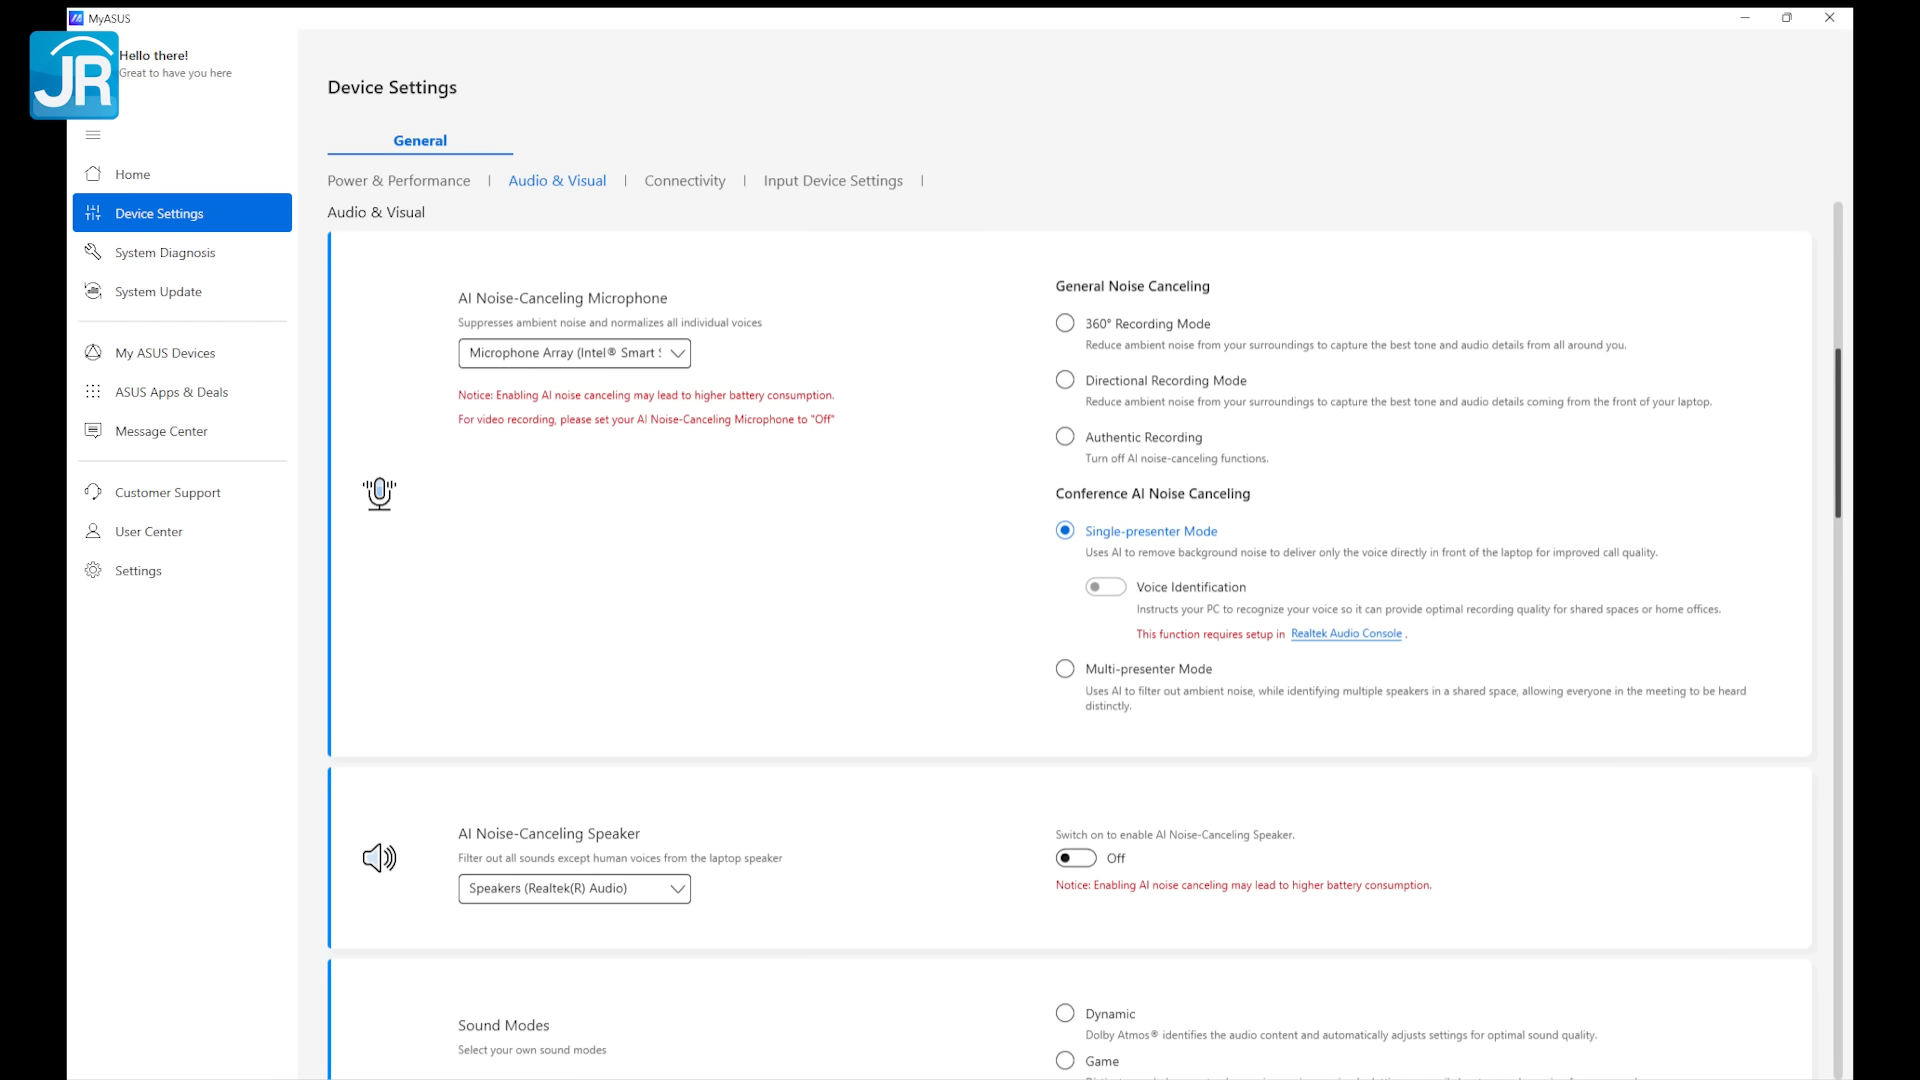 MyASUS
JR
Hello there!
Great to have you here
Home
Device Settings
System Diagnosis
System Update
My ASUS Devices
ASUS Apps & Deals
Message Center
Customer Support
User Center
Settings
Device Settings
General
Power & Performance | Audio & Visual | Connectivity | Input Device Settings |
Audio & Visual
AI Noise-Canceling Microphone
Suppresses ambient noise and normalizes all individual voices
Microphone Array (Intel® Smart
Notice: Enabling AI noise canceling may lead to higher battery consumption.
For video recording, please set your AI Noise-Canceling Microphone to "Off"
General Noise Canceling
360° Recording Mode
Reduce ambient noise from your surroundings to capture the best tone and audio details from all around you.
Directional Recording Mode
Reduce ambient noise from your surroundings to capture the best tone and audio details coming from the front of your laptop.
Authentic Recording
Turn off AI noise-canceling functions.
Conference AI Noise Canceling
Single-presenter Mode
Uses AI to remove background noise to deliver only the voice directly in front of the laptop for improved call quality.
Voice Identification
Instructs your PC to recognize your voice so it can provide optimal recording quality for shared spaces or home offices.
This function requires setup in Realtek Audio Console .
Multi-presenter Mode
Uses AI to filter out ambient noise, while identifying multiple speakers in a shared space, allowing everyone in the meeting to be heard
distinctly.
AI Noise-Canceling Speaker
Filter out all sounds except human voices from the laptop speaker
Speakers (Realtek(R) Audio)
Switch on to enable AI Noise-Canceling Speaker.
Off
Notice: Enabling AI noise canceling may lead to higher battery consumption.
Sound Modes
Select your own sound modes
Dynamic
Dolby Atmos® identifies the audio content and automatically adjusts settings for optimal sound quality.
Game